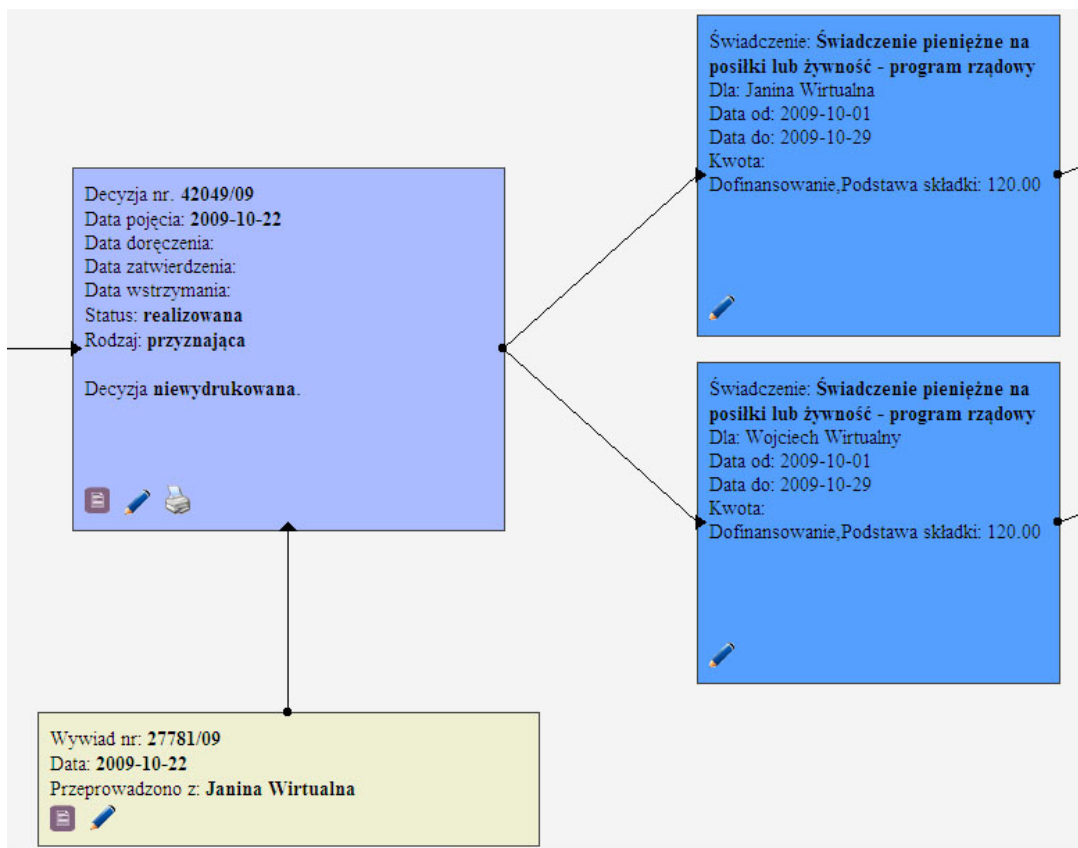 Świadczenie: Świadczenie pieniężne na
posiłki lub żywność - program rządowy
Dla: Janina Wirtualna
Data od: 2009-10-01
Data do: 2009-10-29
Kwota:
Dofinansowanie,Podstawa składki: 120.00
Decyzja nr. 42049/09
Data pojęcia: 2009-10-22
Data doręczenia:
Data zatwierdzenia:
Data wstrzymania:
Status: realizowana
Rodzaj: przyznająca
Decyzja niewydrukowana.
Świadczenie: Świadczenie pieniężne na
posiłki lub żywność - program rządowy
Dla: Wojciech Wirtualny
Data od: 2009-10-01
Data do: 2009-10-29
Kwota:
Dofinansowanie,Podstawa składki: 120.00
Wywiad nr: 27781/09
Data: 2009-10-22
Przeprowadzono z: Janina Wirtualna